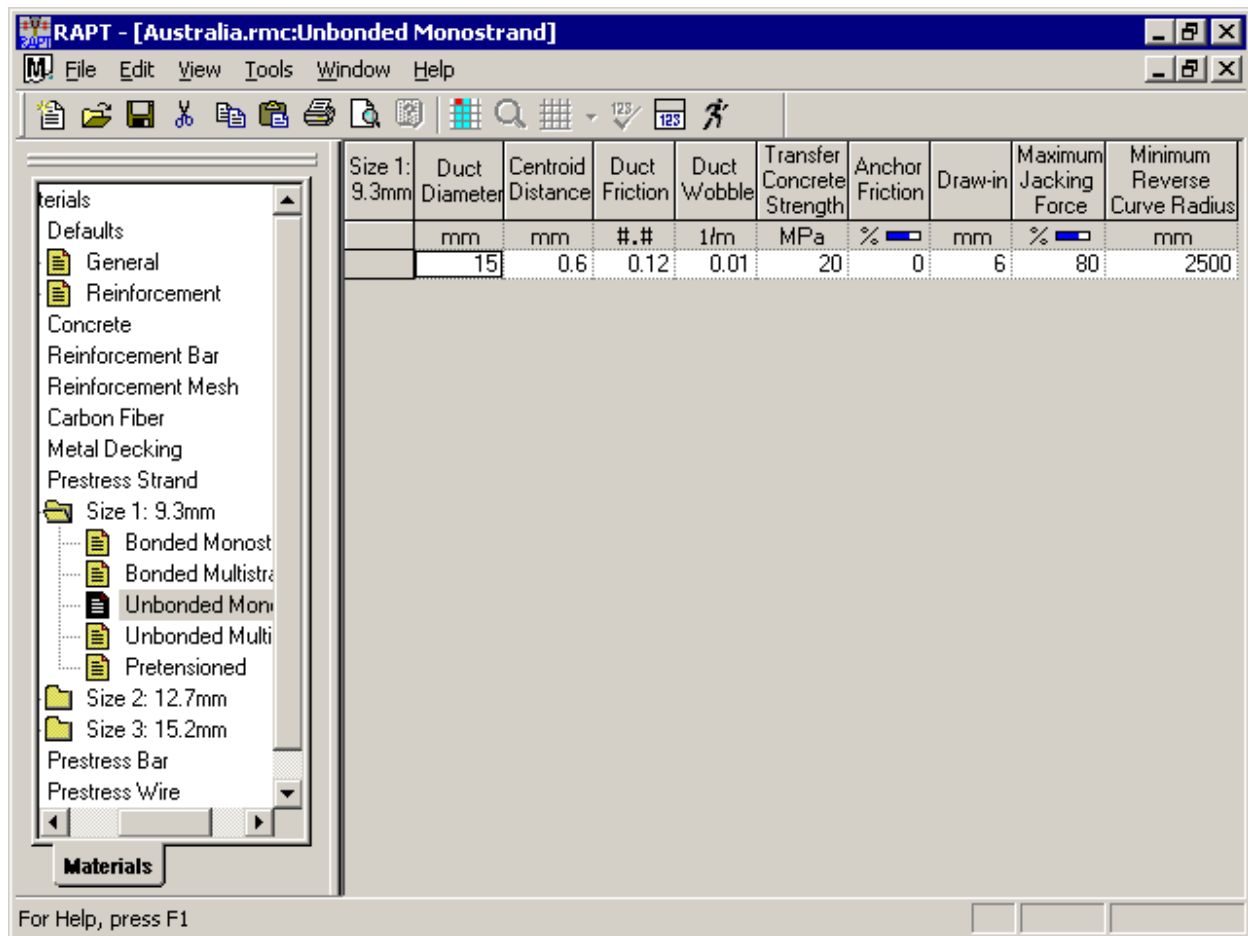 RAPT - [Australia.rmc:Unbonded Monostrand]
File Edit View Tools Window Help
terials
Defaults
General
Reinforcement
Concrete
Reinforcement Bar
Reinforcement Mesh
Carbon Fiber
Metal Decking
Prestress Strand
Size 1: 9.3mm
Bonded Monost
Bonded Multistra
Unbonded Mon
Unbonded Multi
Pretensioned
Size 2: 12.7mm
Size 3: 15.2mm
Prestress Bar
Prestress Wire
Materials
Size 1: 9.3mm Duct Diameter Centroid Distance Duct Friction Duct Wobble Transfer Concrete Strength Anchor Friction Draw-in Maximum Jacking Force Minimum Reverse Curve Radius
mm mm #.# 1/m MPa % mm % mm
15 0.6 0.12 0.01 20 0 6 80 2500
For Help, press F1